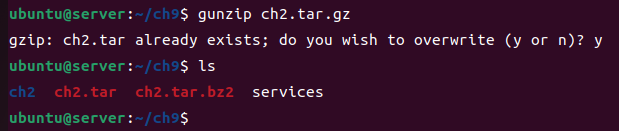 ubuntu@server:~/ch9$ gunzip ch2.tar.gz
gzip: ch2.tar already exists; do you wish to overwrite (y or n)? y
ubuntu@server:~/ch9$ ls
ch2  ch2.tar  ch2.tar.bz2  services
ubuntu@server:~/ch9$